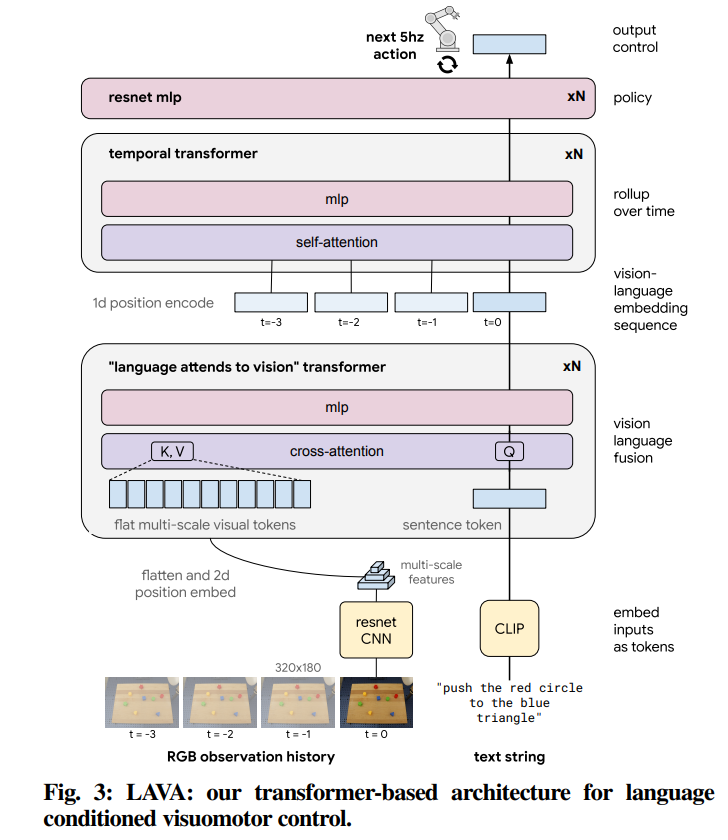 next 5hz
action
output
control
resnet mlp
xN
policy
temporal transformer
xN
mlp
self-attention
rollup
over time
1d position encode
t=-3
t=-2
t=-1
t=0
vision-
language
embedding
sequence
"language attends to vision" transformer
xN
mlp
K, V
cross-attention
Q
vision
language
fusion
flat multi-scale visual tokens
sentence token
flatten and 2d
position embed
multi-scale
features
resnet
CNN
CLIP
embed
inputs
as tokens
320x180
"push the red circle
to the blue
triangle"
t = -3
t = -2
t = -1
t = 0
RGB observation history
text string
Fig. 3: LAVA: our transformer-based architecture for language
conditioned visuomotor control.